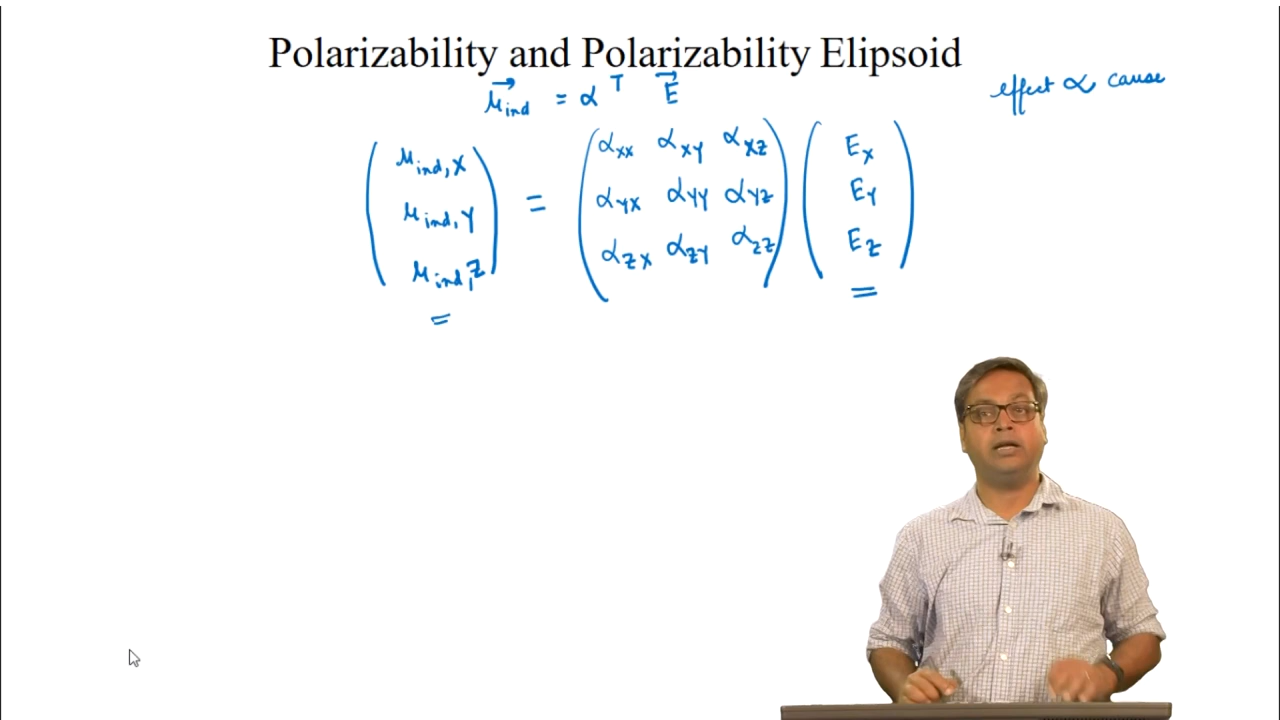 Polarizability and Polarizability Elipsoid
effect ∝ cause
μ⃗ind = α^T E⃗
(μind,X) = (αxx αxy αxz) (Ex)
(μind,Y) (αyx αyy αyz) (EY)
(μind,Z) (αzx αzy αzz) (Ez)
= =